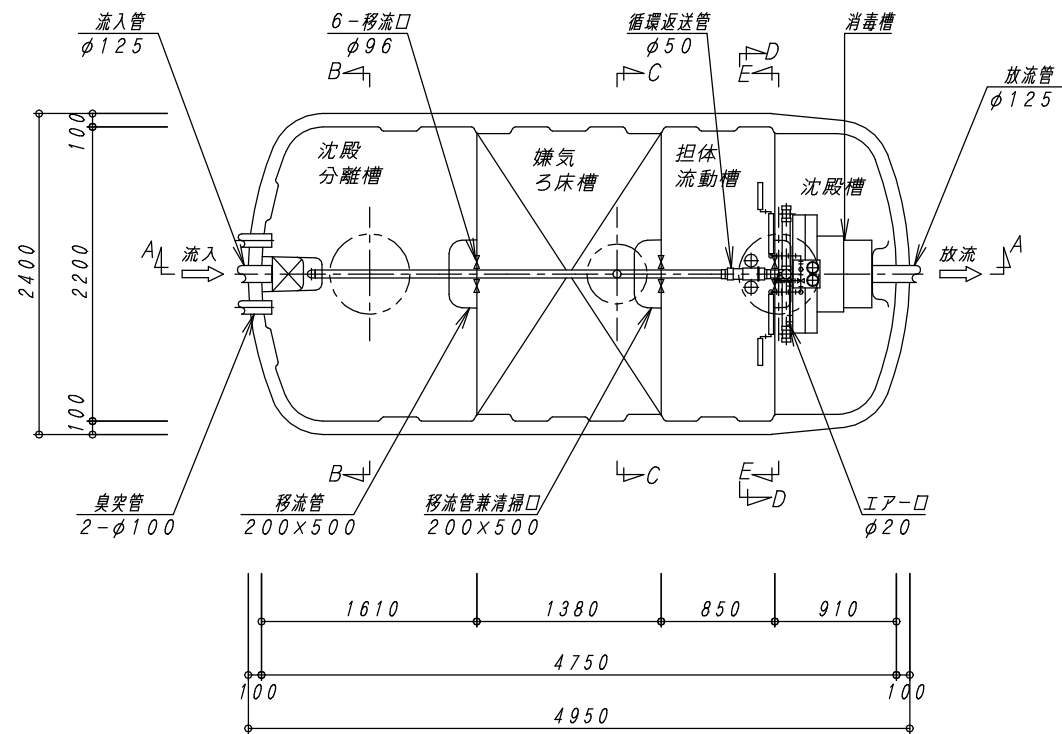 流入管
φ125
6-移流口
φ96
循環返送管
φ50
消毒槽
放流管
φ125
B
C
D
E
沈殿
分離槽
嫌気
ろ床槽
担体
流動槽
沈殿槽
A
流入
放流
A
100
2200
100
2400
B
C
E
D
臭突管
2-φ100
移流管
200×500
移流管兼清掃口
200×500
エアー口
φ20
1610
1380
850
910
4750
100
100
4950